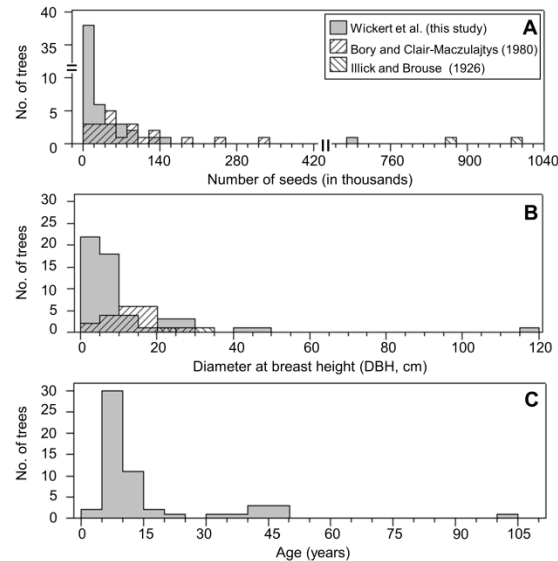 A
Wickert et al. (this study)
Bory and Clair-Maczulajtys (1980)
Illick and Brouse (1926)
No. of trees
40
35
10
5
0
0 140 280 420 760 880 1040
Number of seeds (in thousands)
B
No. of trees
30
20
15
10
5
0
0 20 40 60 80 100 120
Diameter at breast height (DBH, cm)
C
No. of trees
30
25
20
15
10
5
0
0 15 30 45 60 75 90 105
Age (years)